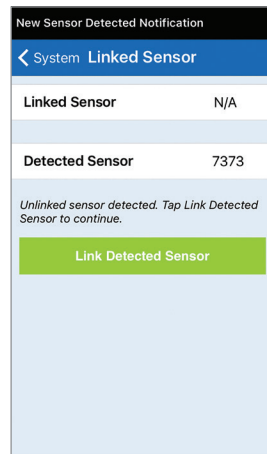 New Sensor Detected Notification
System Linked Sensor
Linked Sensor N/A
Detected Sensor 7373
Unlinked sensor detected. Tap Link Detected
Sensor to continue.
Link Detected Sensor